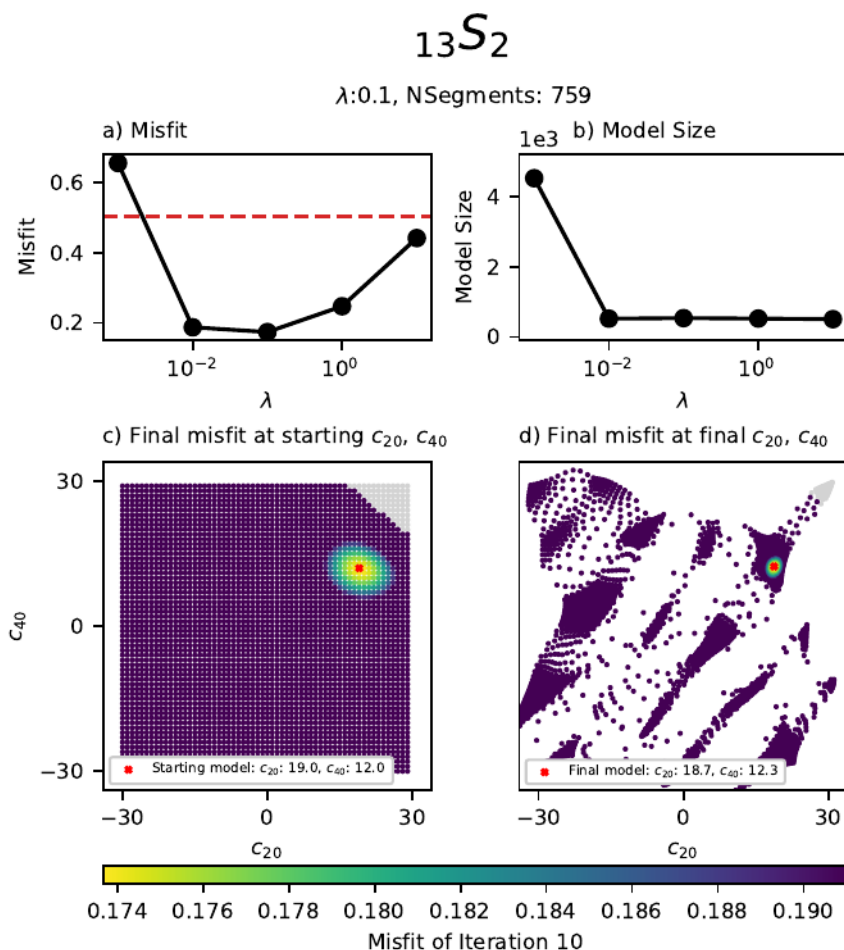 ₁₃S₂
λ:0.1, NSegments: 759
a) Misfit
b) Model Size
1e3
0.6
0.4
0.2
Misfit
10⁻²
10⁰
λ
4
2
0
Model Size
10⁻²
10⁰
λ
c) Final misfit at starting c₂₀, c₄₀
d) Final misfit at final c₂₀, c₄₀
30
0
−30
c₄₀
Starting model: c₂₀: 19.0, c₄₀: 12.0
Final model: c₂₀: 18.7, c₄₀: 12.3
−30
0
30
c₂₀
−30
0
30
c₂₀
0.174 0.176 0.178 0.180 0.182 0.184 0.186 0.188 0.190
Misfit of Iteration 10